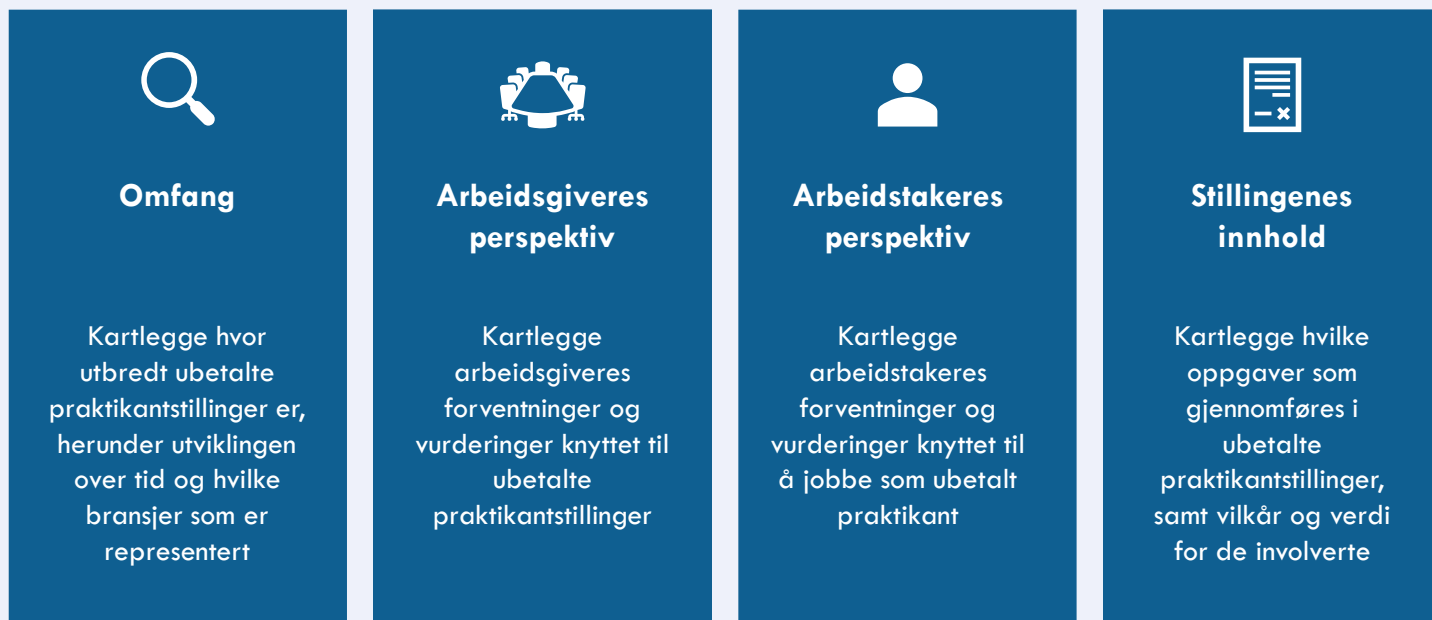 Omfang
Kartlegge hvor
utbredt ubetalte
praktikantstillinger er,
herunder utviklingen
over tid og hvilke
bransjer som er
representert
Arbeidsgiveres
perspektiv
Kartlegge
arbeidsgiveres
forventninger og
vurderinger knyttet til
ubetalte
praktikantstillinger
Arbeidstakeres
perspektiv
Kartlegge
arbeidstakeres
forventninger og
vurderinger knyttet til
å jobbe som ubetalt
praktikant
Stillingenes
innhold
Kartlegge hvilke
oppgaver som
gjennomføres i
ubetalte
praktikantstillinger,
samt vilkår og verdi
for de involverte